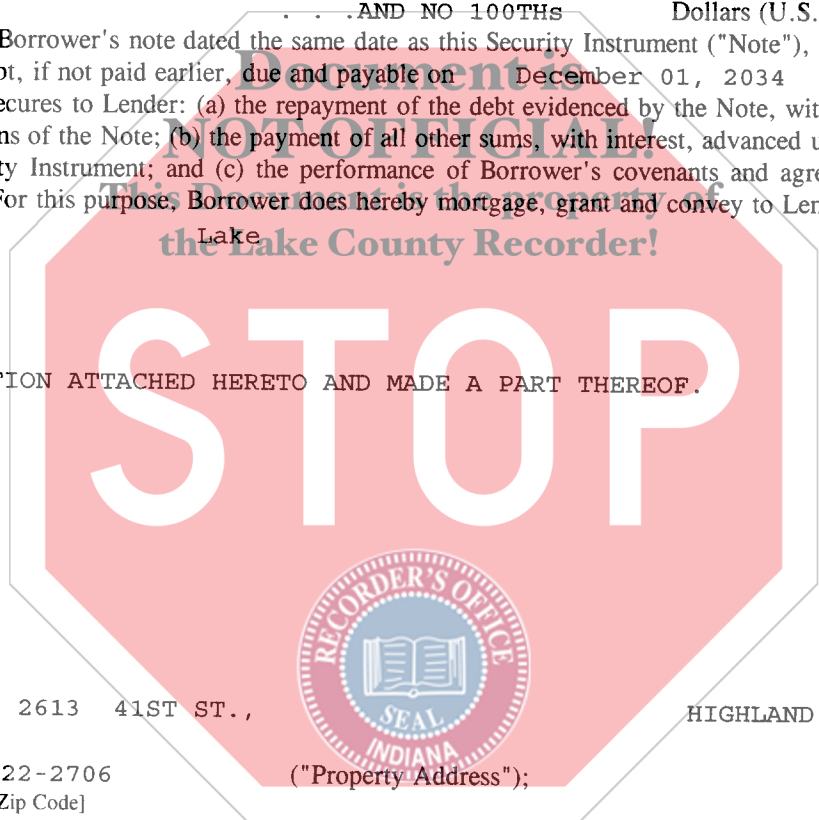 . . .AND NO 100THs Dollars (U.S.
Borrower's note dated the same date as this Security Instrument ("Note"),
bt, if not paid earlier, due and payable on December 01, 2034
ecures to Lender: (a) the repayment of the debt evidenced by the Note, wit
ns of the Note; (b) the payment of all other sums, with interest, advanced u
ty Instrument; and (c) the performance of Borrower's covenants and agre
For this purpose, Borrower does hereby mortgage, grant and convey to Len
Lake
Document is
NOT OFFICIAL!
This Document is the property of
the Lake County Recorder!
TION ATTACHED HERETO AND MADE A PART THEREOF.
STOP
RECORDER'S OFFICE
SEAL
INDIANA
2613 41ST ST., HIGHLAND
22-2706 ("Property Address");
Zip Code]